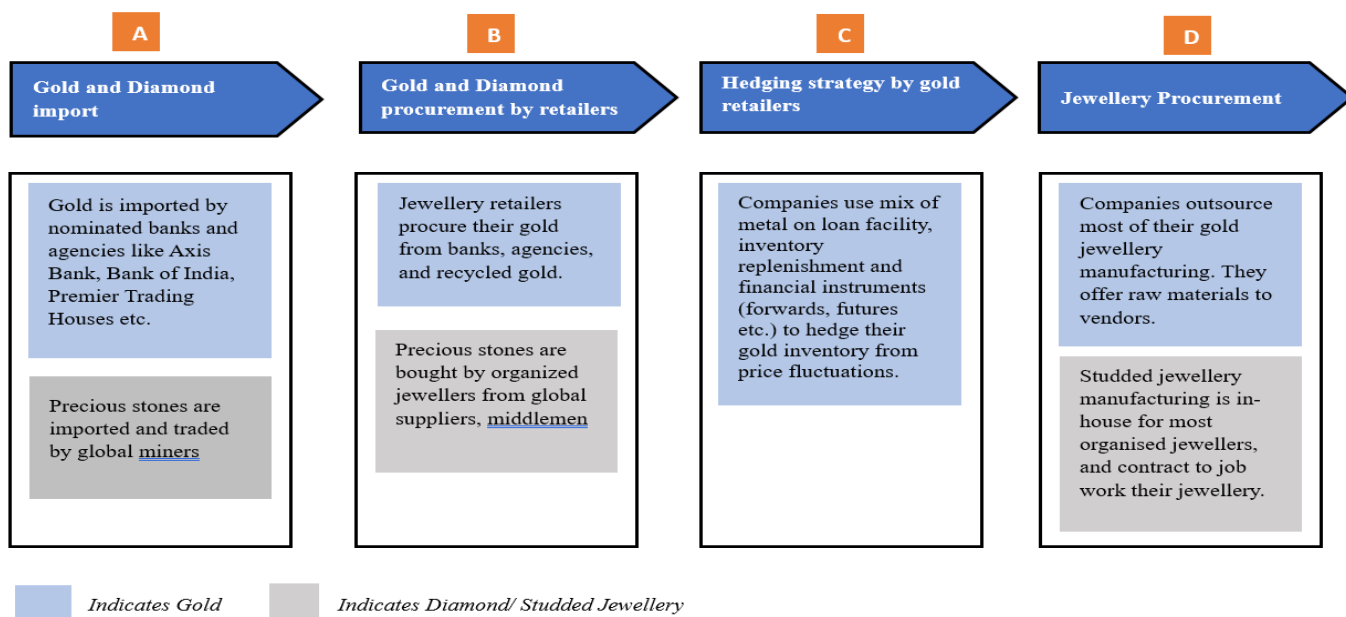 A
B
C
D
Gold and Diamond
import
Gold and Diamond
procurement by retailers
Hedging strategy by gold
retailers
Jewellery Procurement
Gold is imported by
nominated banks and
agencies like Axis
Bank, Bank of India,
Premier Trading
Houses etc.
Precious stones are
imported and traded
by global miners
Jewellery retailers
procure their gold
from banks, agencies,
and recycled gold.
Precious stones are
bought by organized
jewellers from global
suppliers, middlemen
Companies use mix of
metal on loan facility,
inventory
replenishment and
financial instruments
(forwards, futures
etc.) to hedge their
gold inventory from
price fluctuations.
Companies outsource
most of their gold
jewellery
manufacturing. They
offer raw materials to
vendors.
Studded jewellery
manufacturing is in-
house for most
organised jewellers,
and contract to job
work their jewellery.
Indicates Gold
Indicates Diamond/ Studded Jewellery